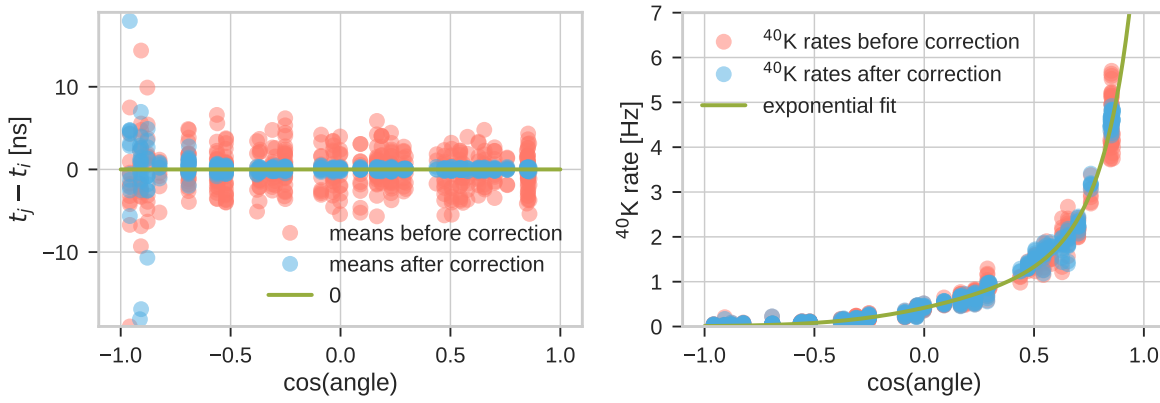 10
0
−10
t_j − t_i [ns]
means before correction
means after correction
0
−1.0 −0.5 0.0 0.5 1.0
cos(angle)
7
6
5
4
3
2
1
0
⁴⁰K rate [Hz]
⁴⁰K rates before correction
⁴⁰K rates after correction
exponential fit
−1.0 −0.5 0.0 0.5 1.0
cos(angle)